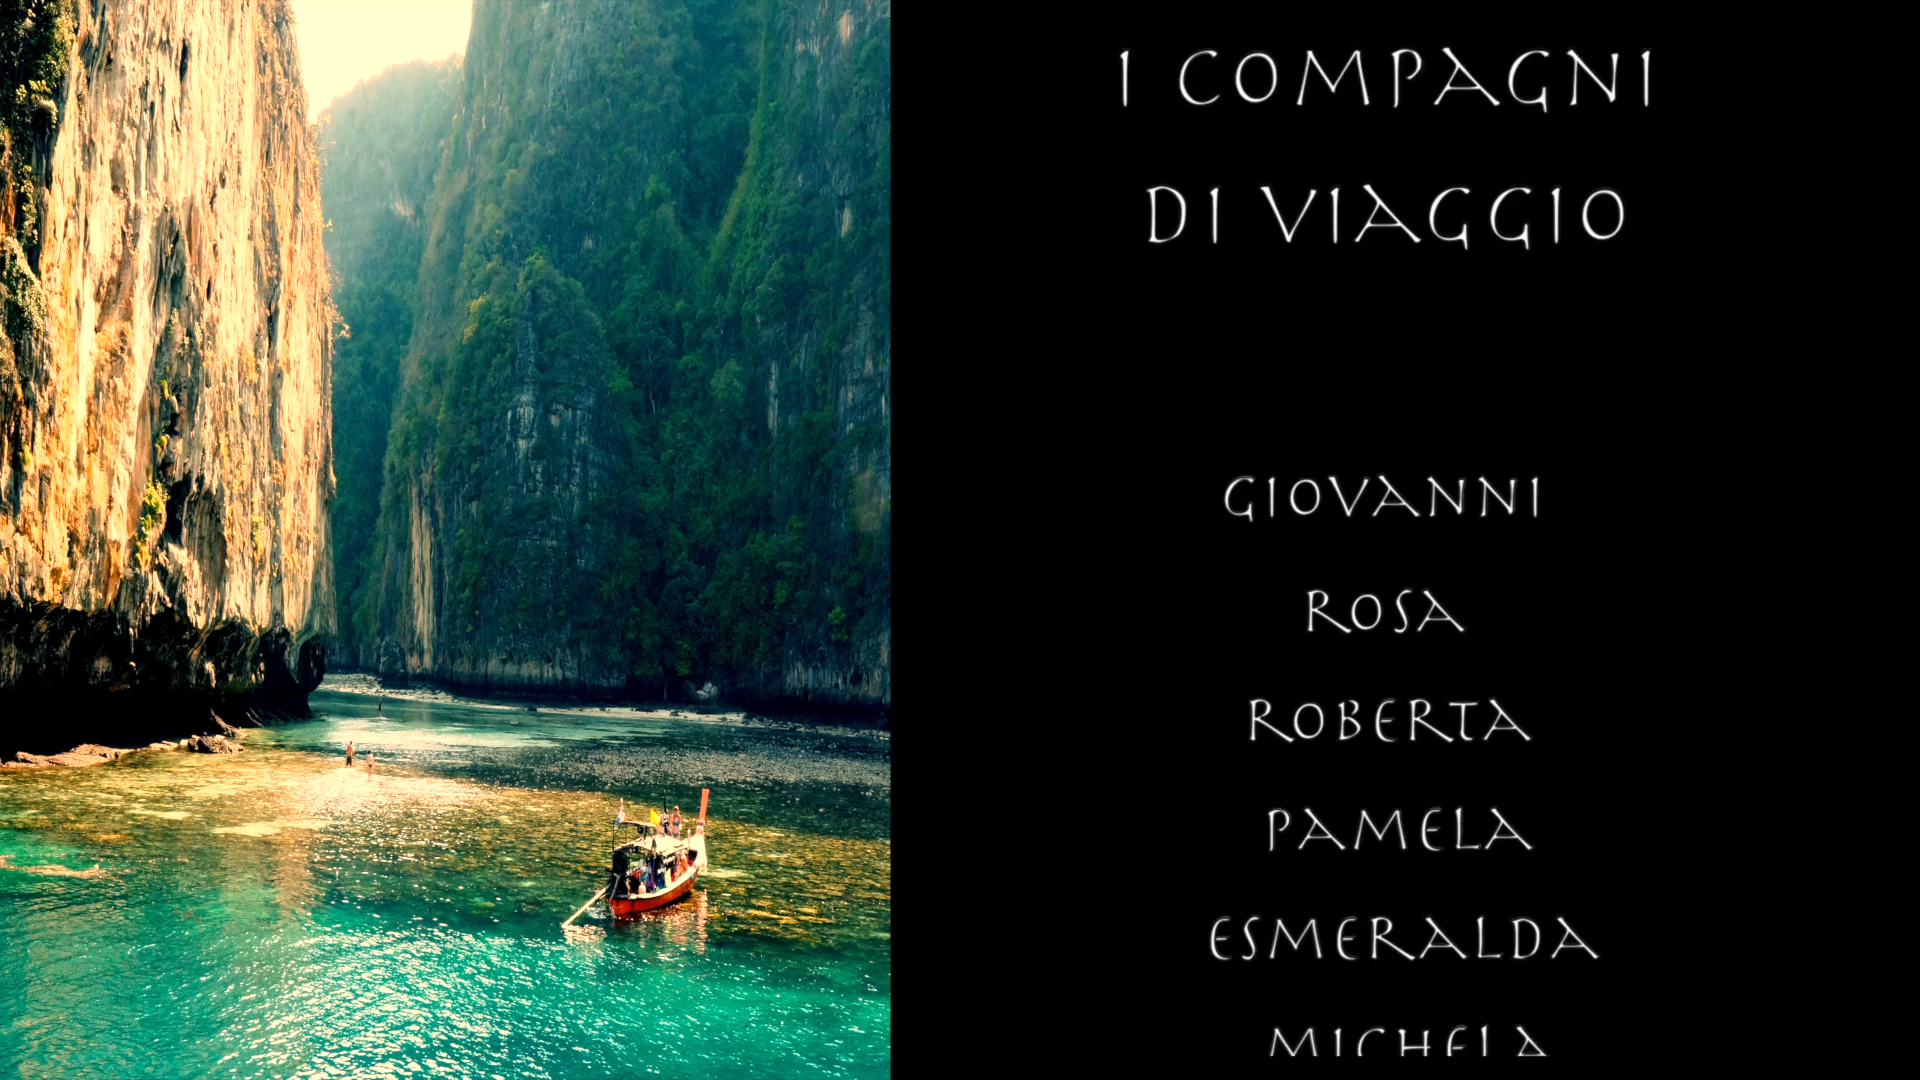 I COMPAGNI
DI VIAGGIO
GIOVANNI
ROSA
ROBERTA
PAMELA
ESMERALDA